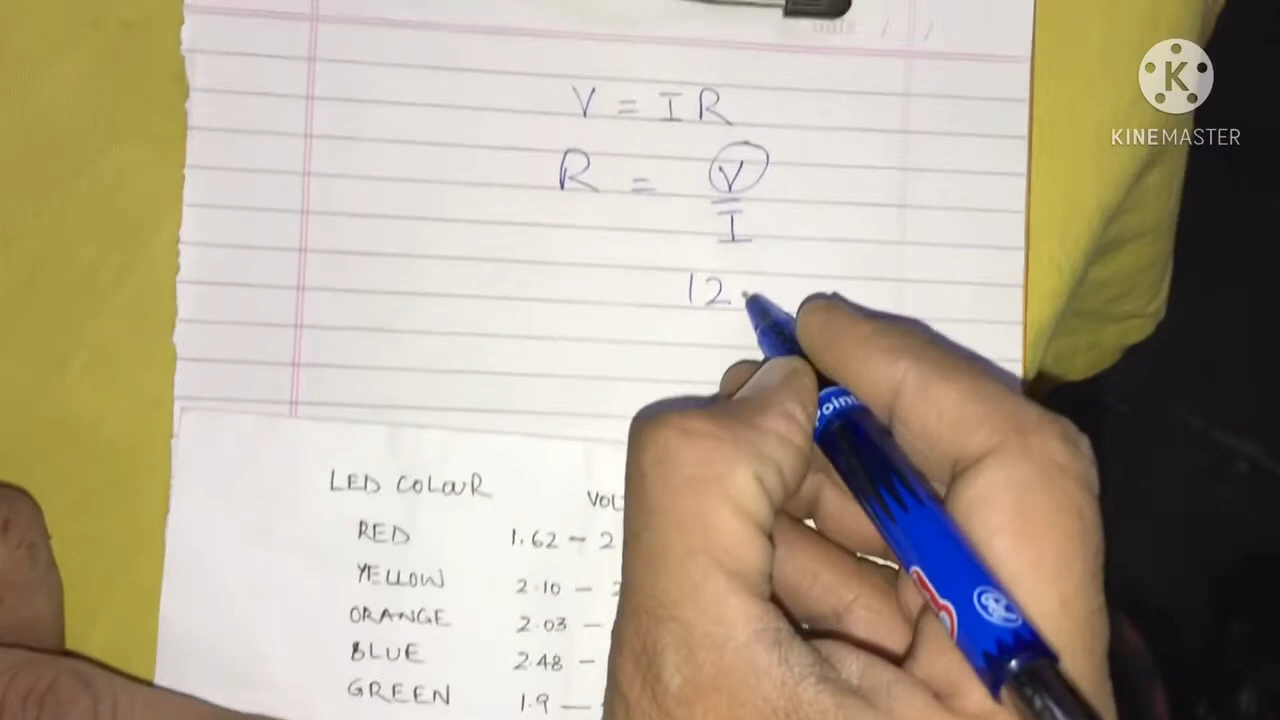 KINEMASTER
V = IR
R = V
I
12
LED COLOUR
RED 1.62 – 2
YELLOW 2.10 –
ORANGE 2.03 –
BLUE 2.48 –
GREEN 1.9 —